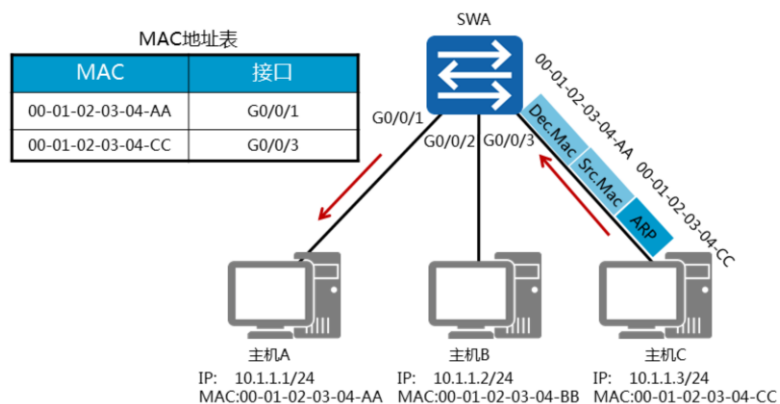 SWA
MAC地址表
MAC 接口
00-01-02-03-04-AA G0/0/1
00-01-02-03-04-CC G0/0/3
G0/0/1
G0/0/2
G0/0/3
Dec.Mac
Src.Mac
ARP
00-01-02-03-04-AA
00-01-02-03-04-CC
主机A
IP: 10.1.1.1/24
MAC:00-01-02-03-04-AA
主机B
IP: 10.1.1.2/24
MAC:00-01-02-03-04-BB
主机C
IP: 10.1.1.3/24
MAC:00-01-02-03-04-CC